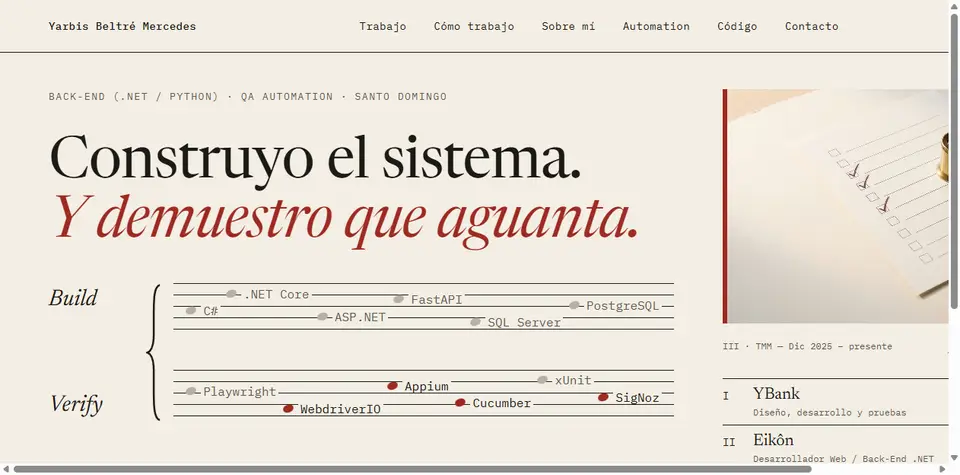 Yarbis Beltré Mercedes
Trabajo Cómo trabajo Sobre mí Automation Código Contacto
BACK-END (.NET / PYTHON) · QA AUTOMATION · SANTO DOMINGO
Construyo el sistema.
Y demuestro que aguanta.
Build
.NET Core
FastAPI
PostgreSQL
C#
ASP.NET
SQL Server
Verify
Playwright
Appium
xUnit
WebdriverIO
Cucumber
SigNoz
III · TMM — Dic 2025 – presente
I YBank
Diseño, desarrollo y pruebas
II Eikôn
Desarrollador Web / Back-End .NET